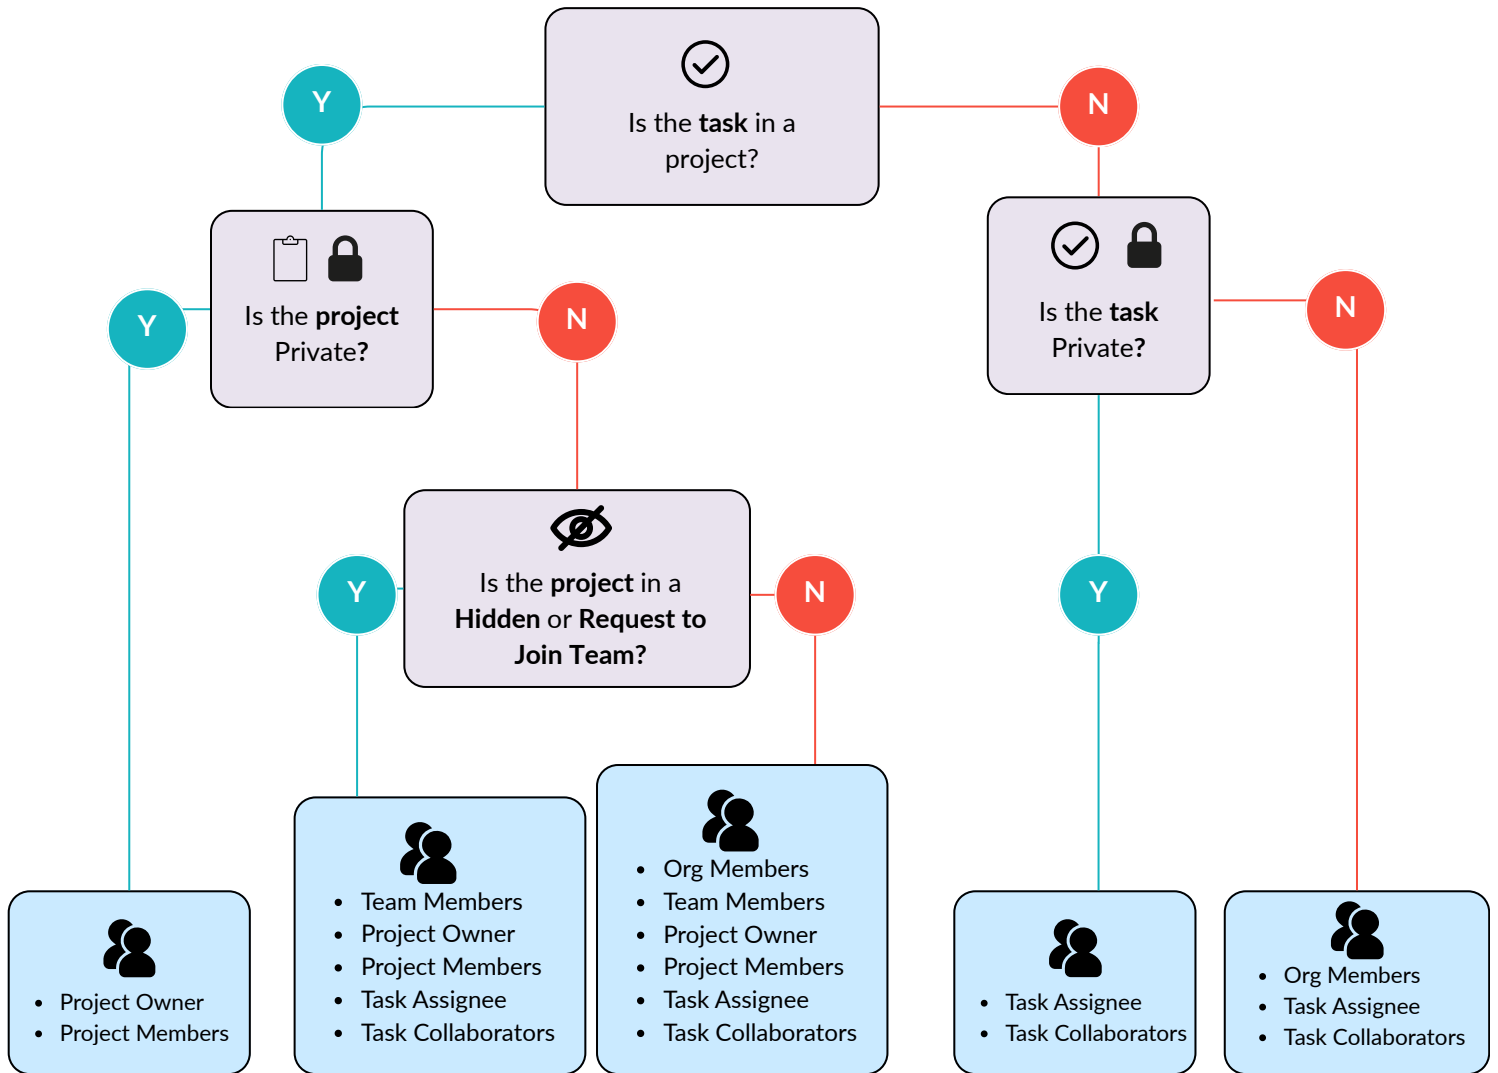 Is the task in a
project?
Y
N
Is the project
Private?
Y
N
Is the task
Private?
N
Is the project in a
Hidden or Request to
Join Team?
Y
N
Y
• Project Owner
• Project Members
• Team Members
• Project Owner
• Project Members
• Task Assignee
• Task Collaborators
• Org Members
• Team Members
• Project Owner
• Project Members
• Task Assignee
• Task Collaborators
• Task Assignee
• Task Collaborators
• Org Members
• Task Assignee
• Task Collaborators